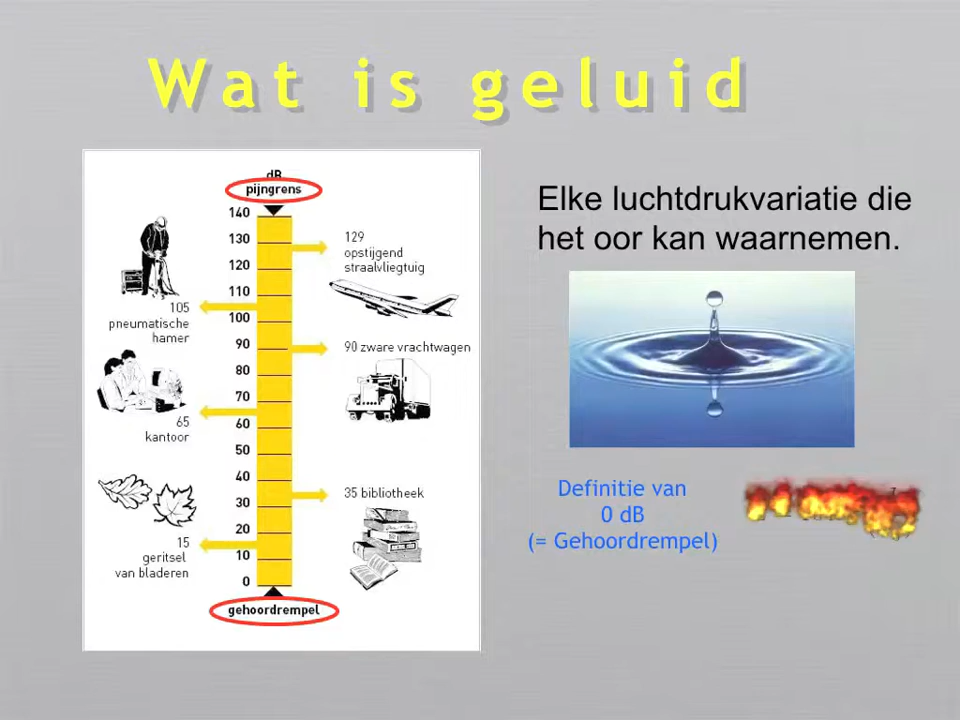 Wat is geluid
dB
pijngrens
140
130
120
110
100
90
80
70
60
50
40
30
20
10
0
gehoordrempel
129
opstijgend
straalvliegtuig
105
pneumatische
hamer
90 zware vrachtwagen
65
kantoor
35 bibliotheek
15
geritsel
van bladeren
Elke luchtdrukvariatie die
het oor kan waarnemen.
Definitie van
0 dB
(= Gehoordrempel)